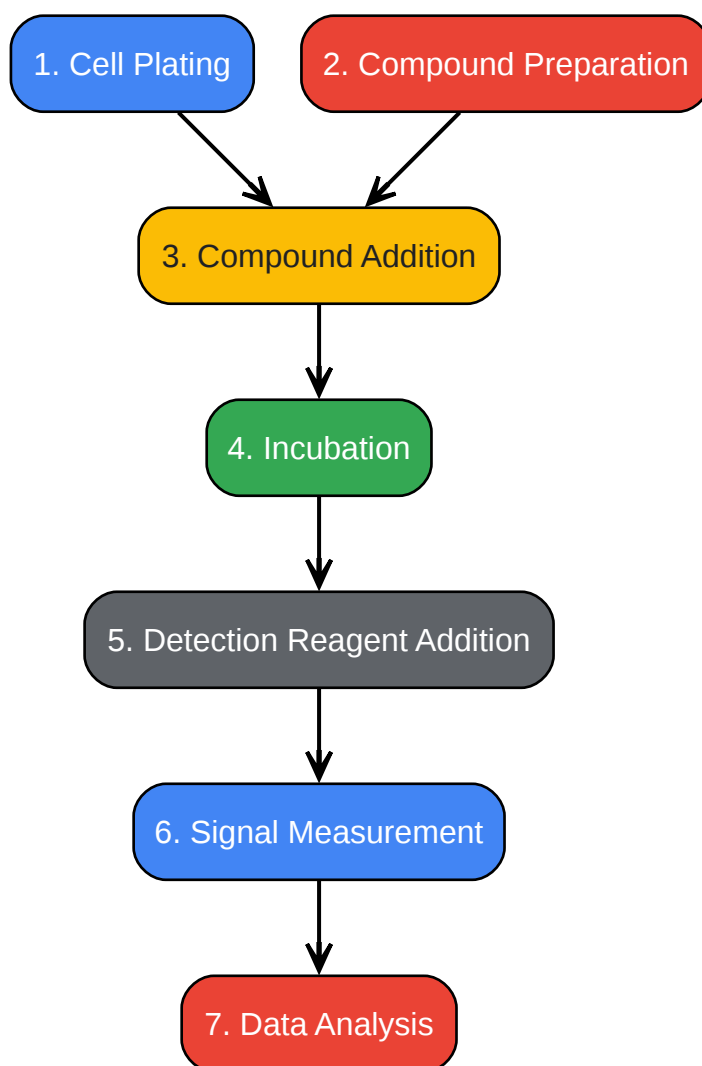 1. Cell Plating
2. Compound Preparation
3. Compound Addition
4. Incubation
5. Detection Reagent Addition
6. Signal Measurement
7. Data Analysis